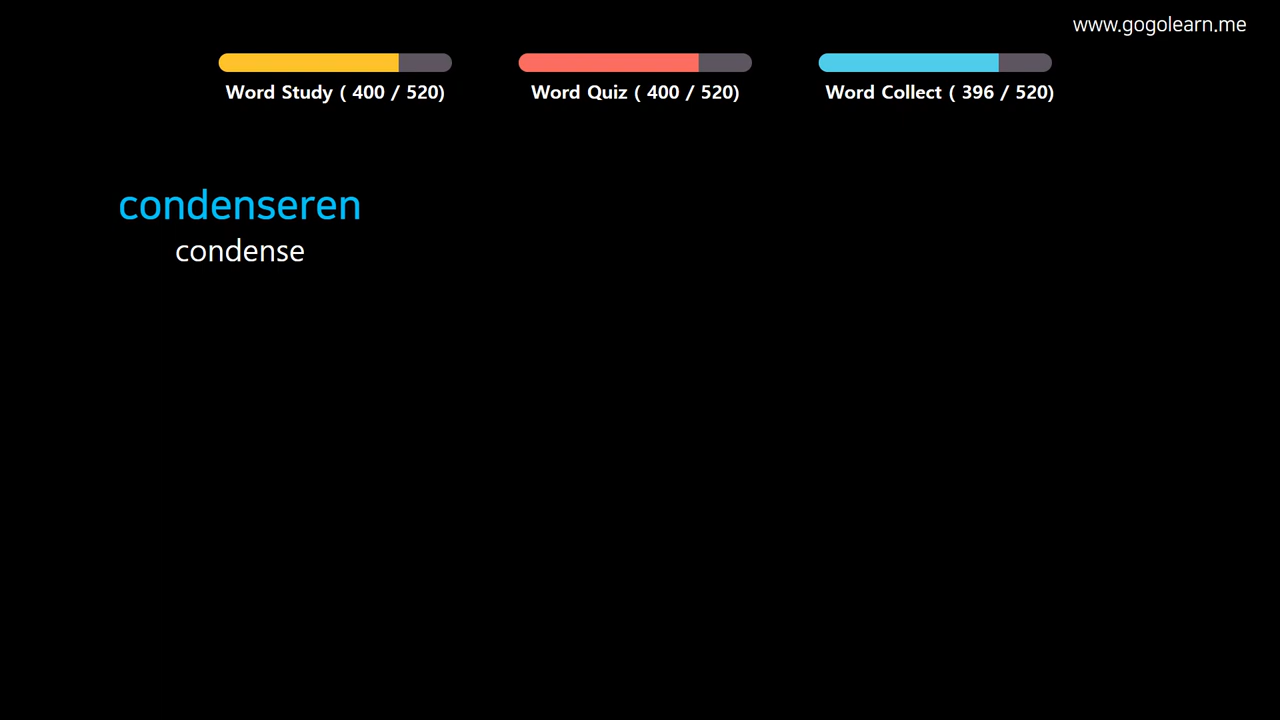 www.gogolearn.me
Word Study ( 400 / 520)
Word Quiz ( 400 / 520)
Word Collect ( 396 / 520)
condenseren
condense